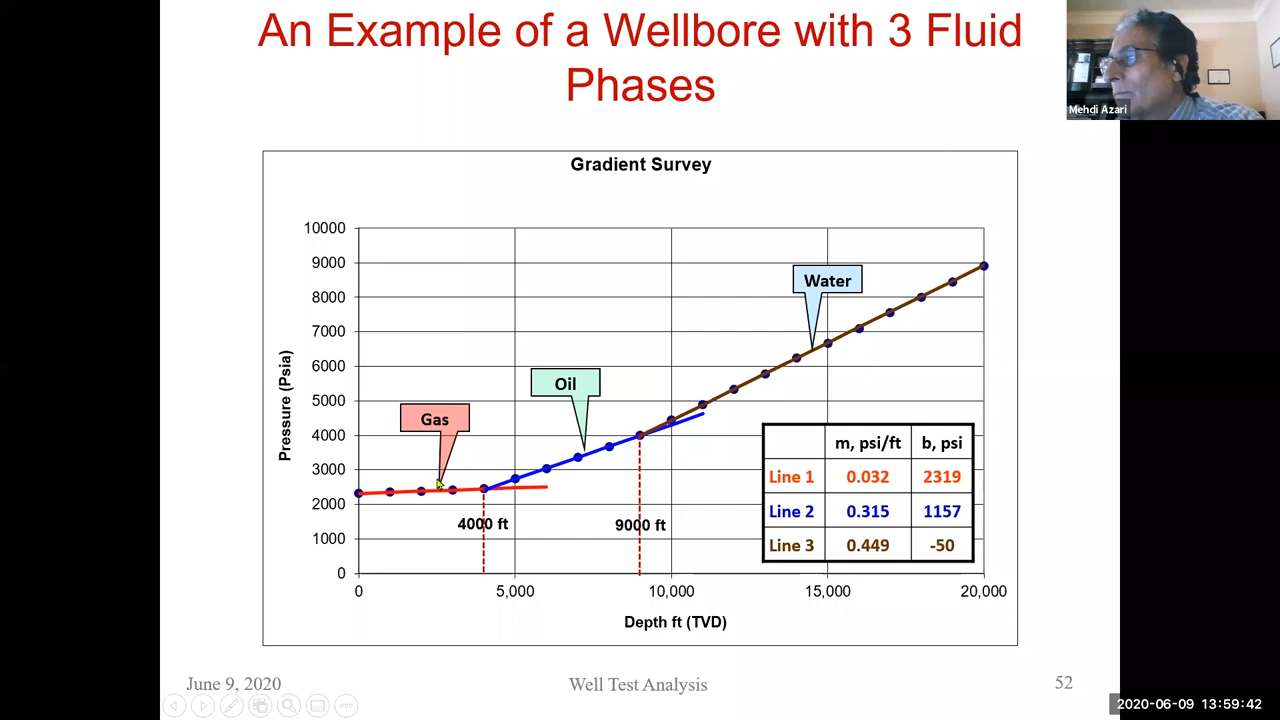 An Example of a Wellbore with 3 Fluid
Phases
Mehdi Azari
Gradient Survey
10000
9000
8000
7000
6000
5000
4000
3000
2000
1000
0
Pressure (Psia)
Water
Oil
Gas
4000 ft
9000 ft
m, psi/ft b, psi
Line 1 0.032 2319
Line 2 0.315 1157
Line 3 0.449 -50
0 5,000 10,000 15,000 20,000
Depth ft (TVD)
June 9, 2020 Well Test Analysis 52
2020-06-09 13:59:42